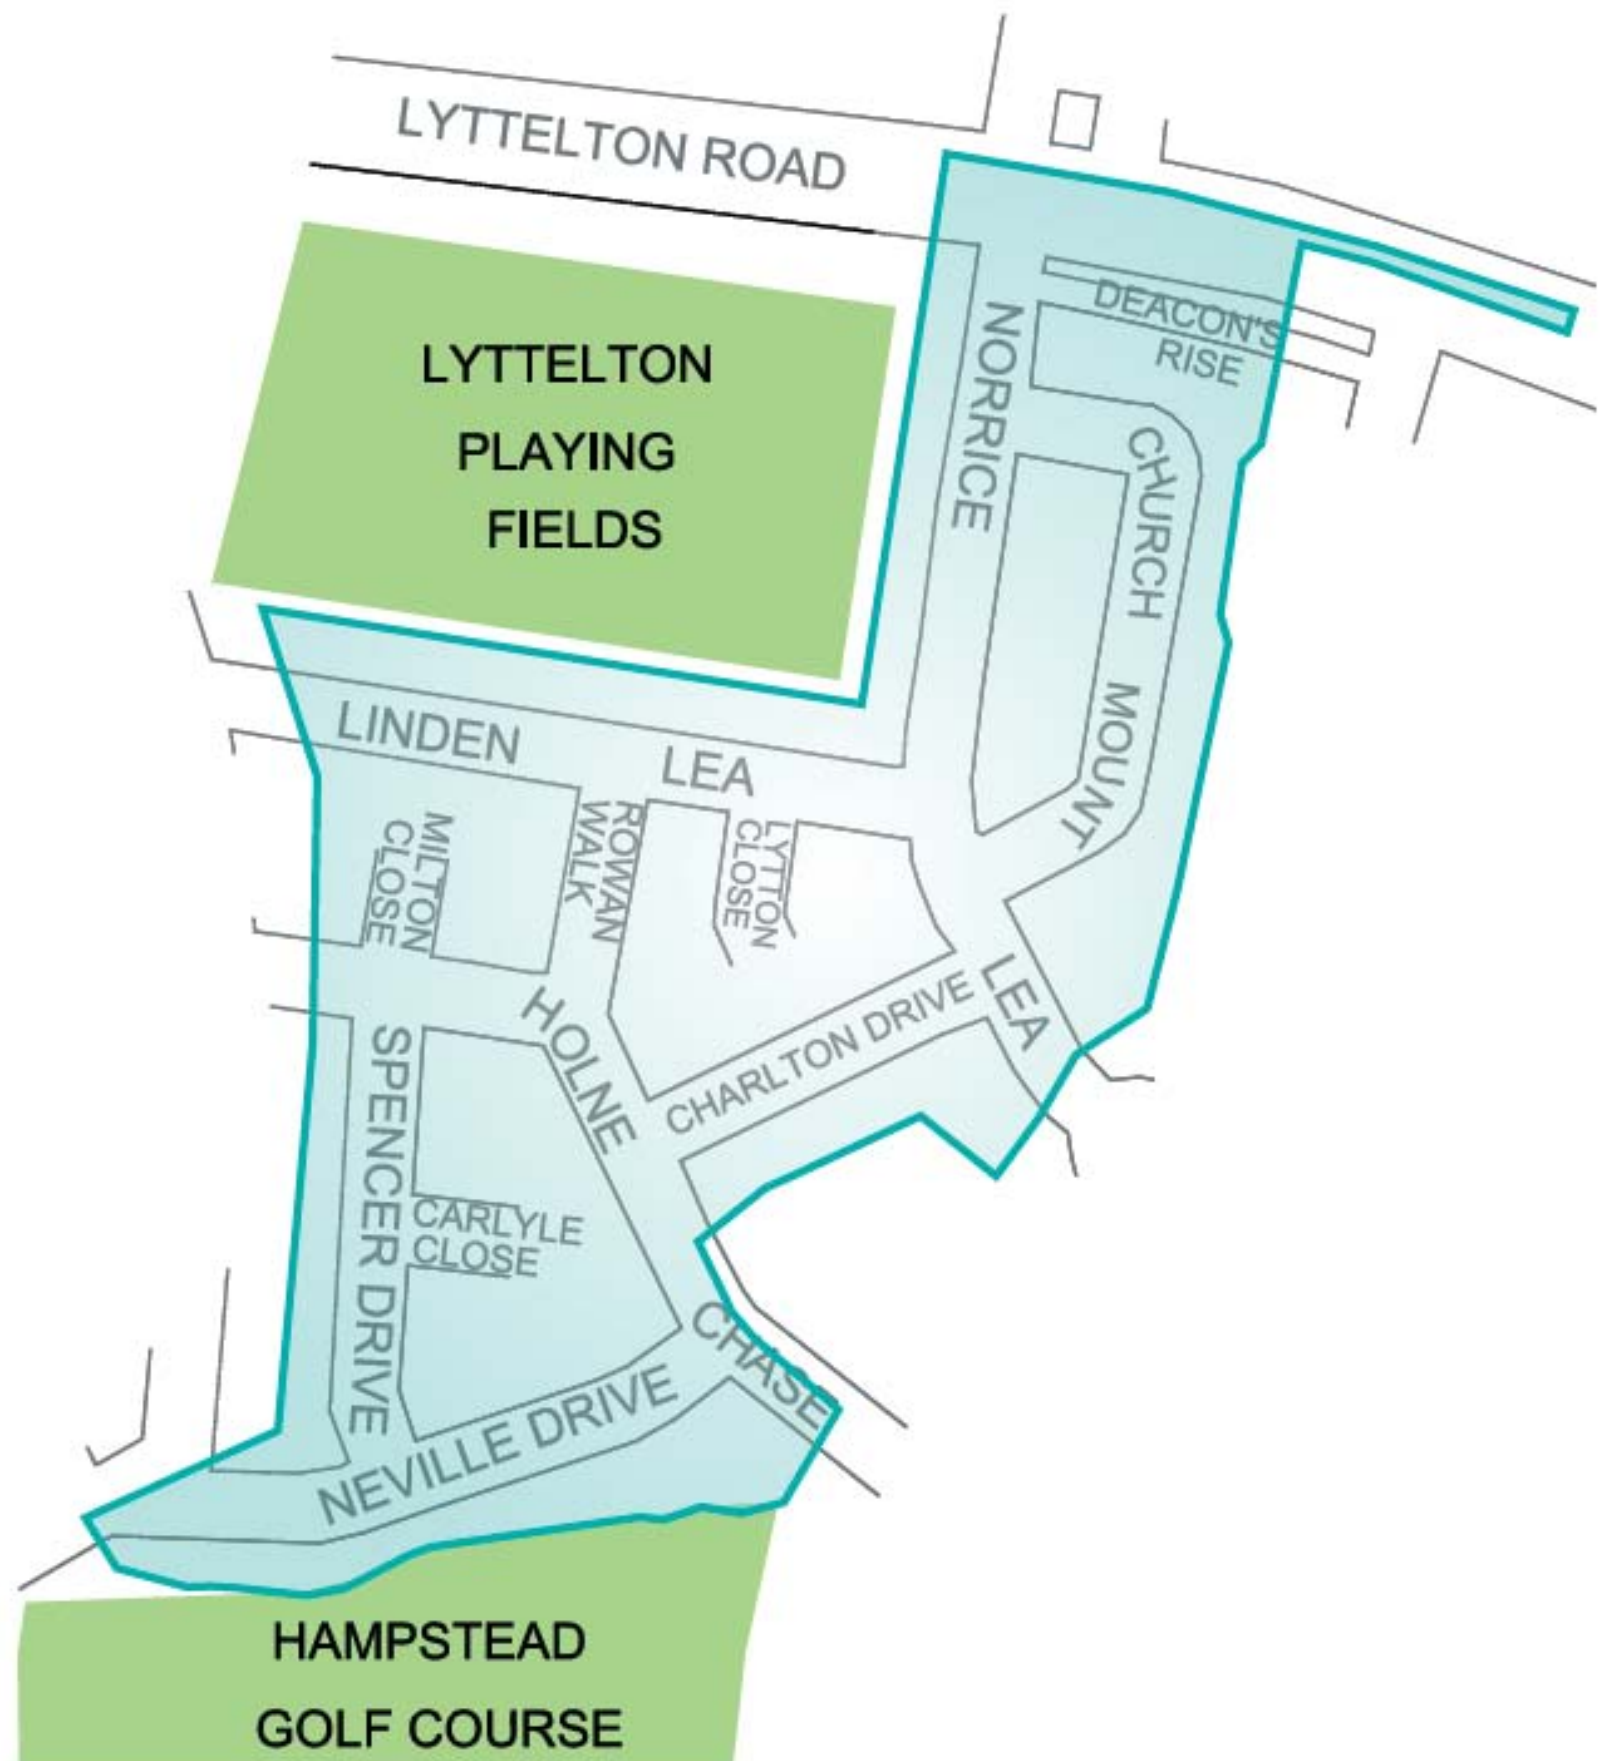 LYTTELTON ROAD
LYTTELTON
PLAYING
FIELDS
DEACON'S
RISE
NORRICE
CHURCH
MOUNT
LINDEN
LEA
MILTON
CLOSE
ROWAN
WALK
LYTTON
CLOSE
LEA
CHARLTON DRIVE
HOLNE
SPENCER DRIVE
CARLYLE
CLOSE
CHASE
NEVILLE DRIVE
HAMPSTEAD
GOLF COURSE